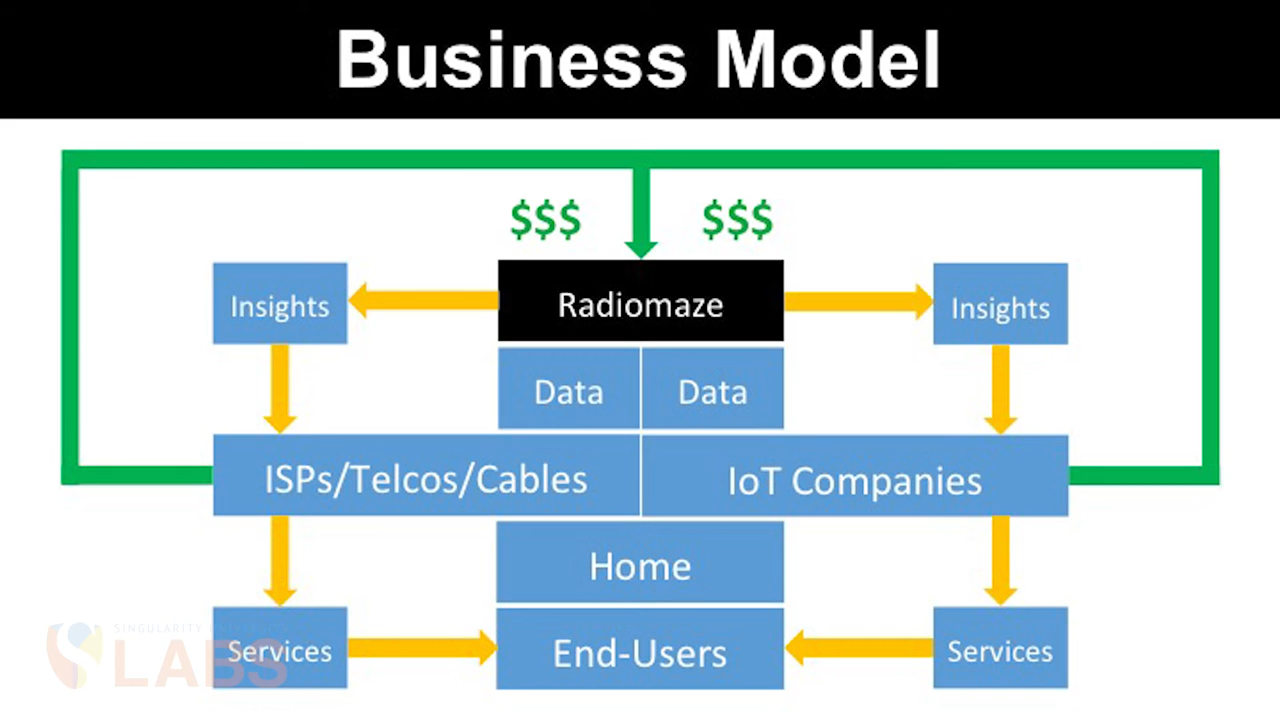 Business Model
$$$ $$$
Insights
Radiomaze
Insights
Data
Data
ISPs/Telcos/Cables
IoT Companies
Home
Services
End-Users
Services
LABS